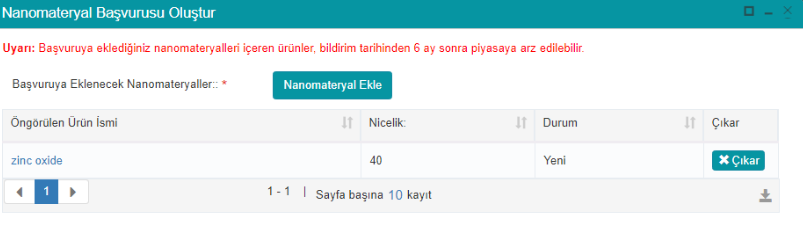 Nanomateryal Başvurusu Oluştur
Uyarı: Başvuruya eklediğiniz nanomateryalleri içeren ürünler, bildirim tarihinden 6 ay sonra piyasaya arz edilebilir.
Başvuruya Eklenecek Nanomateryaller:: * Nanomateryal Ekle
Öngörülen Ürün İsmi Nicelik: Durum Çıkar
zinc oxide 40 Yeni Çıkar
1 1 - 1 | Sayfa başına 10 kayıt